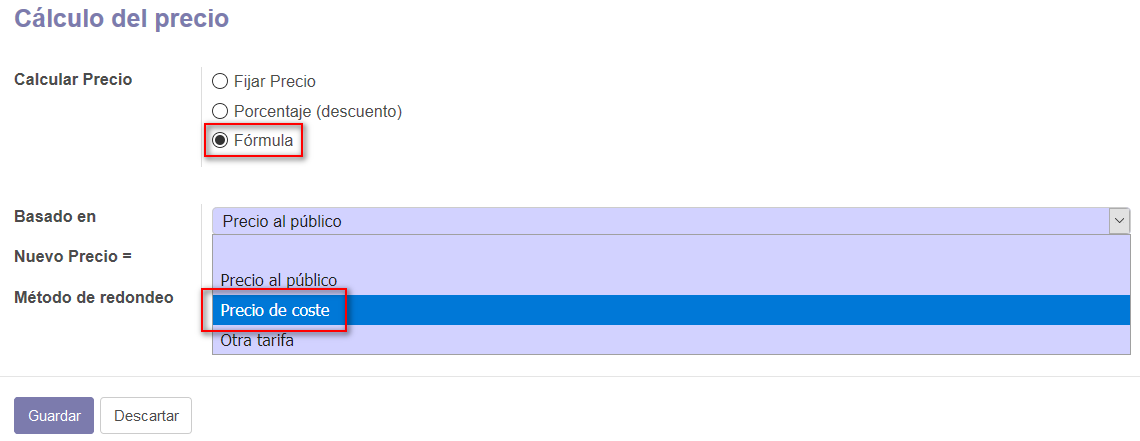 Cálculo del precio
Calcular Precio
Fijar Precio
Porcentaje (descuento)
Fórmula
Basado en
Precio al público
Nuevo Precio =
Precio al público
Método de redondeo
Precio de coste
Otra tarifa
Guardar
Descartar